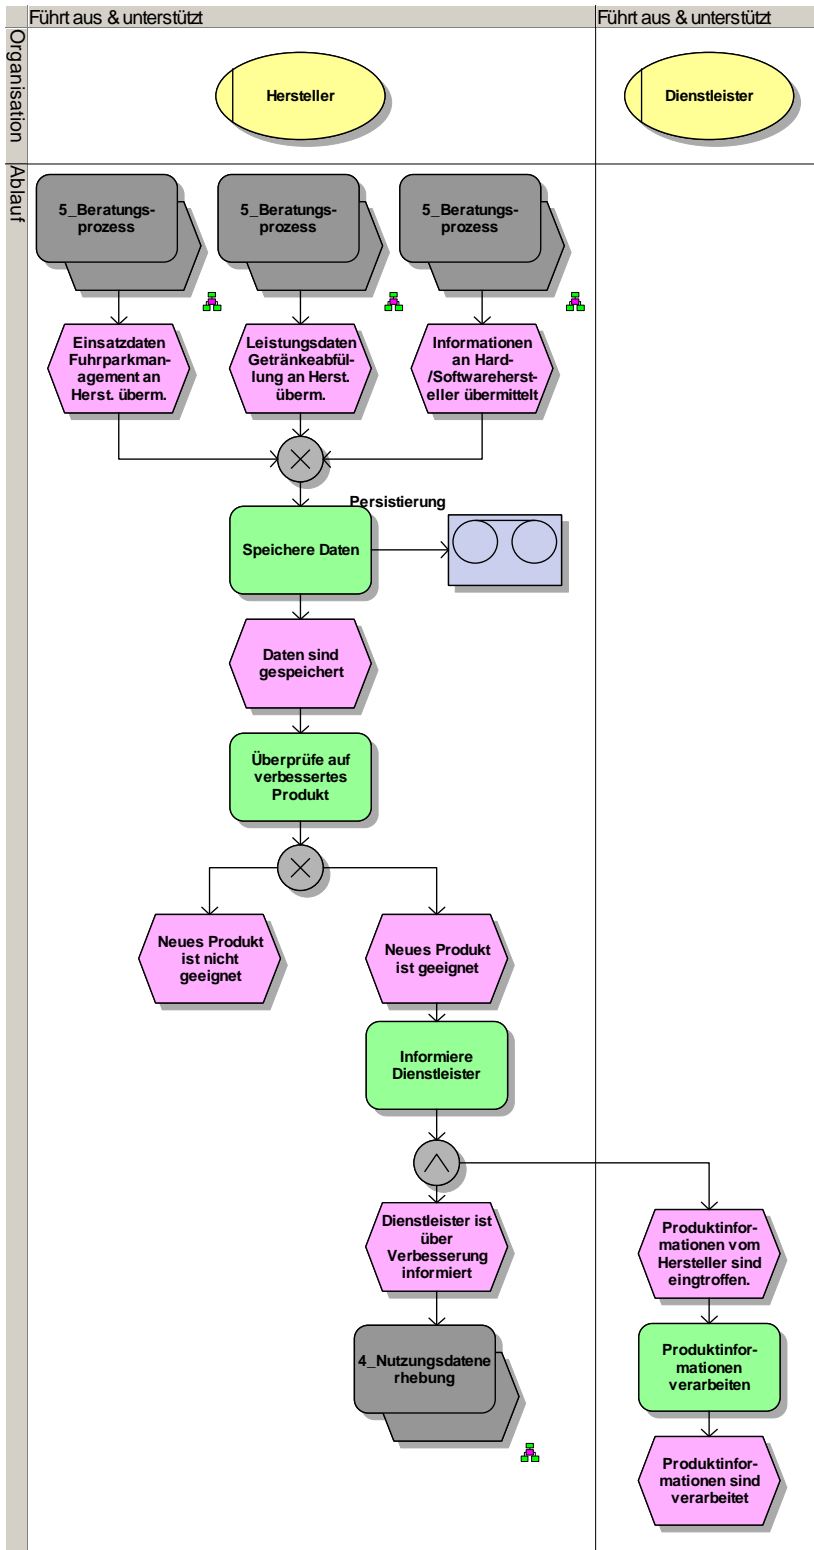 Führt aus & unterstützt
Führt aus & unterstützt
Organisation
Hersteller
Dienstleister
Ablauf
5_Beratungs-
prozess
5_Beratungs-
prozess
5_Beratungs-
prozess
Einsatzdaten
Fuhrparkman-
agement an
Herst. überm.
Leistungsdaten
Getränkeabfül-
lung an Herst.
überm.
Informationen
an Hard-
/Softwareherst-
eller übermittelt
Persistierung
Speichere Daten
Daten sind
gespeichert
Überprüfe auf
verbessertes
Produkt
Neues Produkt
ist nicht
geeignet
Neues Produkt
ist geeignet
Informiere
Dienstleister
Dienstleister ist
über
Verbesserung
informiert
Produktinfor-
mationen vom
Hersteller sind
eingtroffen.
4_Nutzungsdatene
rhebung
Produktinfor-
mationen
verarbeiten
Produktinfor-
mationen sind
verarbeitet